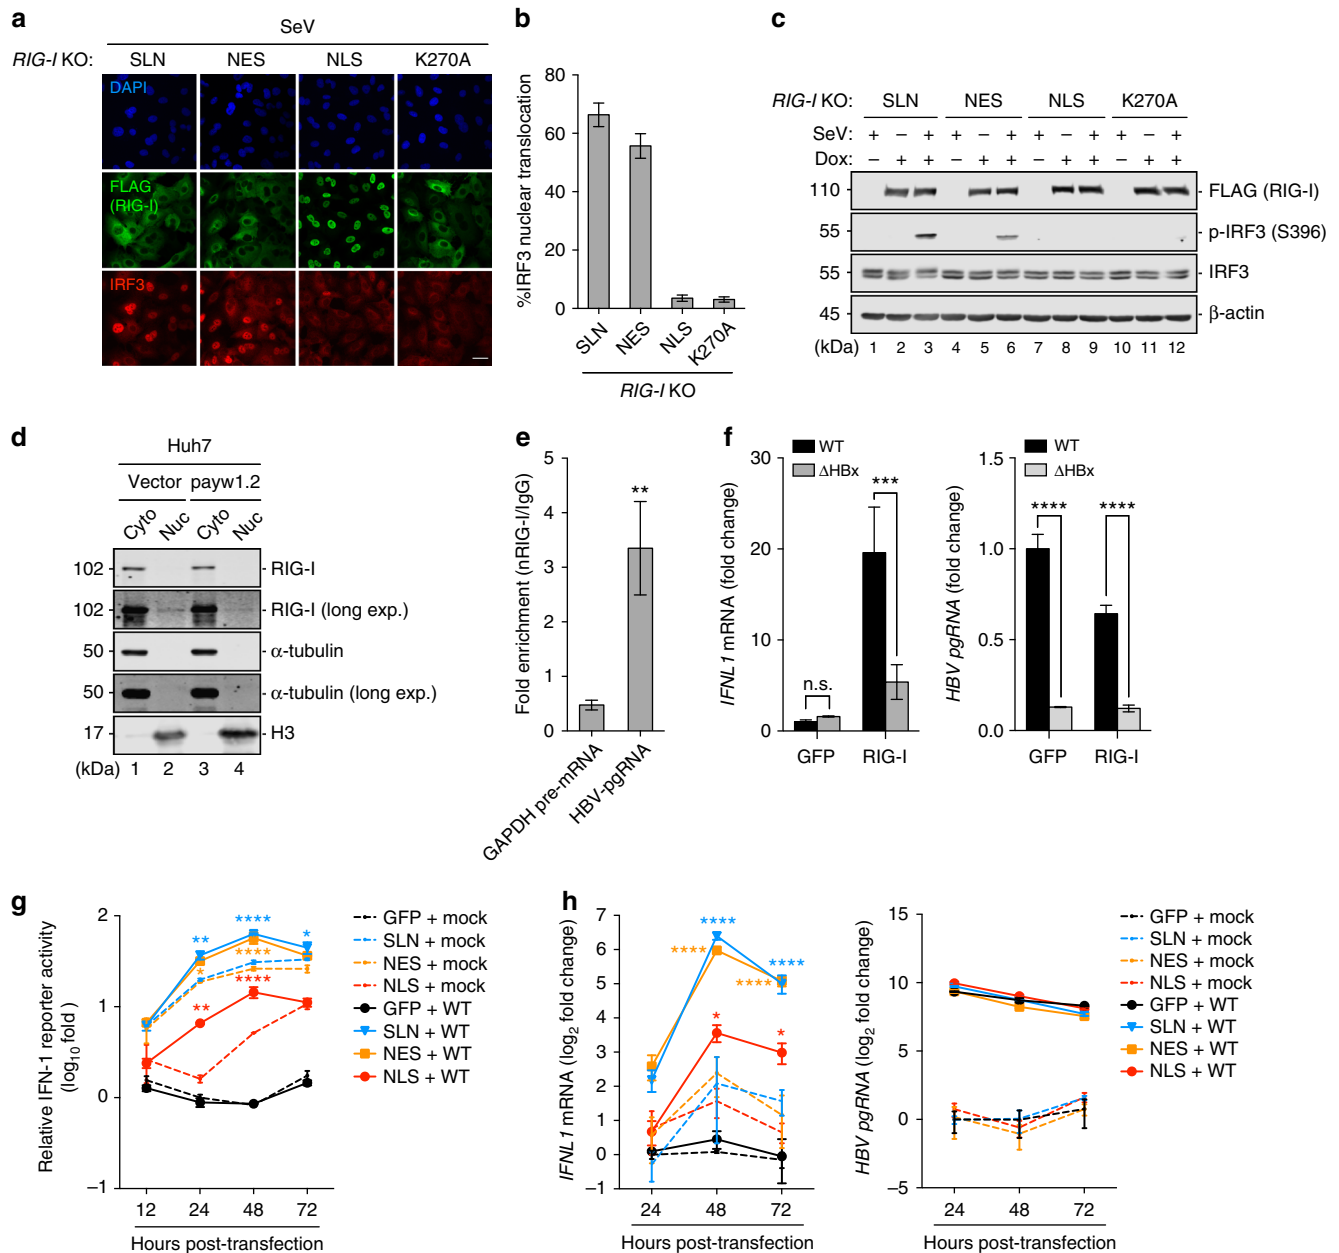 a
SeV
RIG-I KO: SLN NES NLS K270A
DAPI
FLAG
(RIG-I)
IRF3
b
%IRF3 nuclear translocation
80
60
40
20
0
SLN NES NLS K270A
RIG-I KO
c
RIG-I KO: SLN NES NLS K270A
SeV: + – + + – + + – + + – +
Dox: – + + – + + – + + – + +
110 FLAG (RIG-I)
55 p-IRF3 (S396)
55 IRF3
45 β-actin
(kDa) 1 2 3 4 5 6 7 8 9 10 11 12
d
Huh7
Vector payw1.2
Cyto Nuc Cyto Nuc
102 RIG-I
102 RIG-I (long exp.)
50 α-tubulin
50 α-tubulin (long exp.)
17 H3
(kDa) 1 2 3 4
e
Fold enrichment (nRIG-I/IgG)
5
4
3
2
1
0
**
GAPDH pre-mRNA HBV-pgRNA
f
WT
ΔHBx
IFNL1 mRNA (fold change)
30
20
10
0
n.s. ***
GFP RIG-I
WT
ΔHBx
HBV pgRNA (fold change)
1.5
1.0
0.5
0.0
**** ****
GFP RIG-I
g
Relative IFN-1 reporter activity
(log10 fold)
2
1
0
–1
** **** *
* ****
** ****
12 24 48 72
Hours post-transfection
GFP + mock
SLN + mock
NES + mock
NLS + mock
GFP + WT
SLN + WT
NES + WT
NLS + WT
h
IFNL1 mRNA (log2 fold change)
7
6
5
4
3
2
1
0
–1
****
**** ****
****
* *
24 48 72
Hours post-transfection
HBV pgRNA (log2 fold change)
15
10
5
0
–5
24 48 72
Hours post-transfection
GFP + mock
SLN + mock
NES + mock
NLS + mock
GFP + WT
SLN + WT
NES + WT
NLS + WT